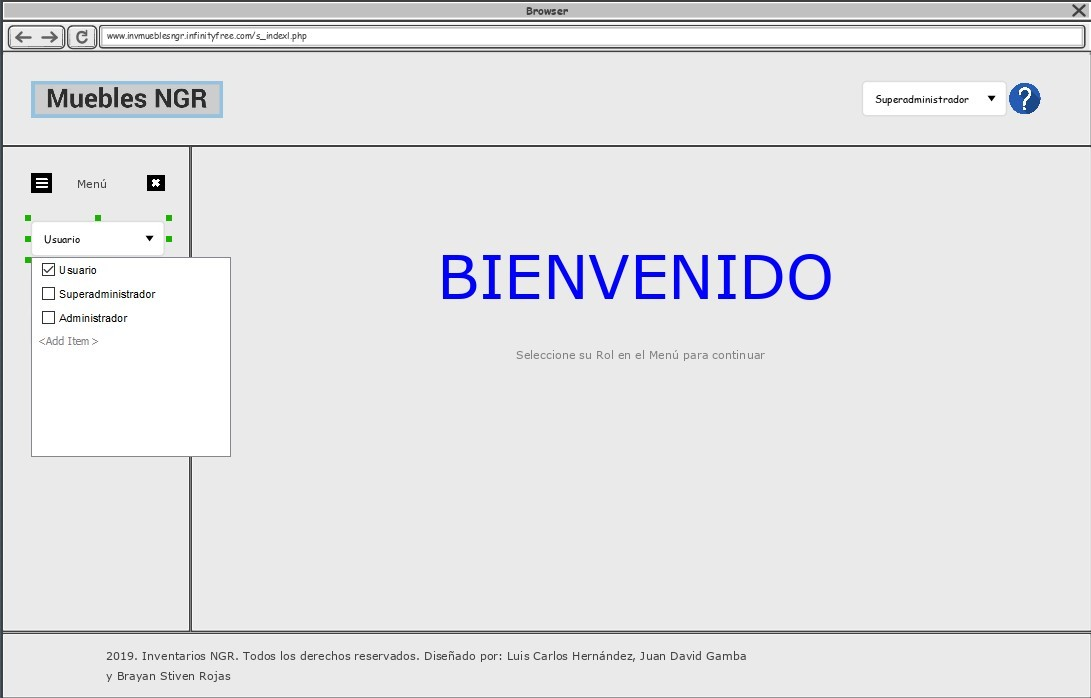 Browser
www.invmueblesngr.infinityfree.com/s_index1.php
Muebles NGR
Superadministrador
?
Menú
Usuario
Usuario
Superadministrador
Administrador
<Add Item >
BIENVENIDO
Seleccione su Rol en el Menú para continuar
2019. Inventarios NGR. Todos los derechos reservados. Diseñado por: Luis Carlos Hernández, Juan David Gamba
y Brayan Stiven Rojas